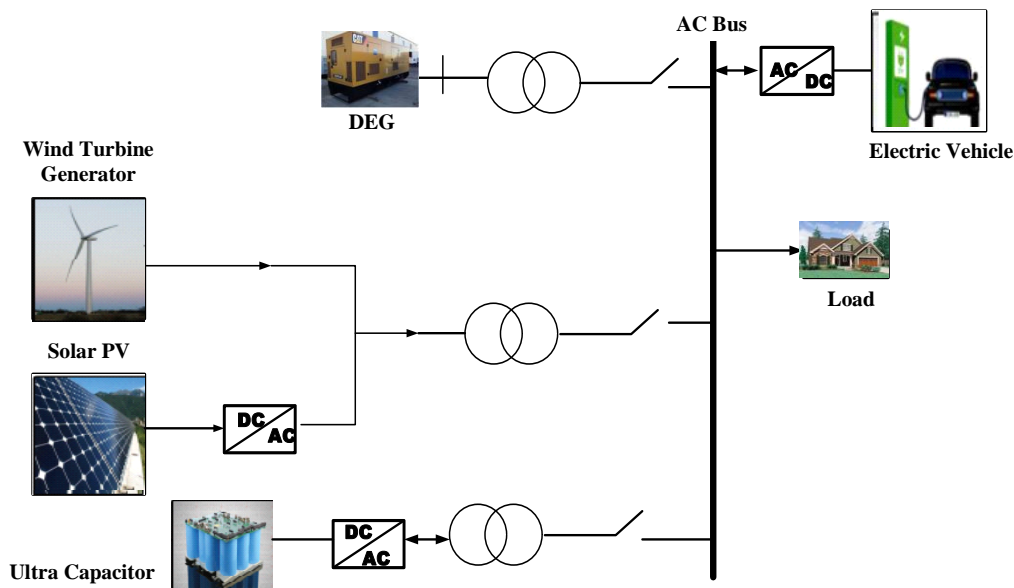 AC Bus
CAT
DEG
AC
DC
Electric Vehicle
Wind Turbine
Generator
Load
Solar PV
DC
AC
Ultra Capacitor
DC
AC